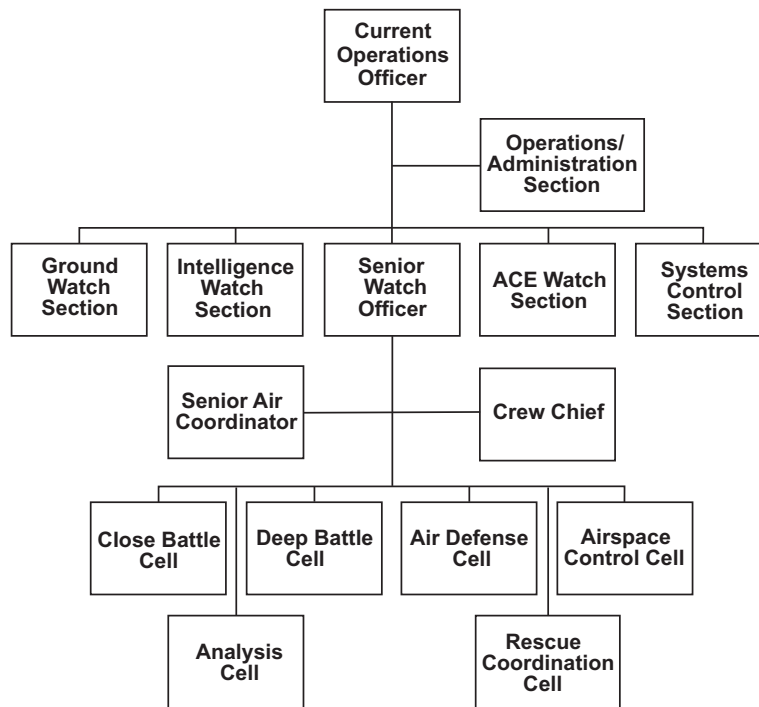 Current
Operations
Officer
Operations/
Administration
Section
Ground
Watch
Section
Intelligence
Watch
Section
Senior
Watch
Officer
ACE Watch
Section
Systems
Control
Section
Senior Air
Coordinator
Crew Chief
Close Battle
Cell
Deep Battle
Cell
Air Defense
Cell
Airspace
Control Cell
Analysis
Cell
Rescue
Coordination
Cell